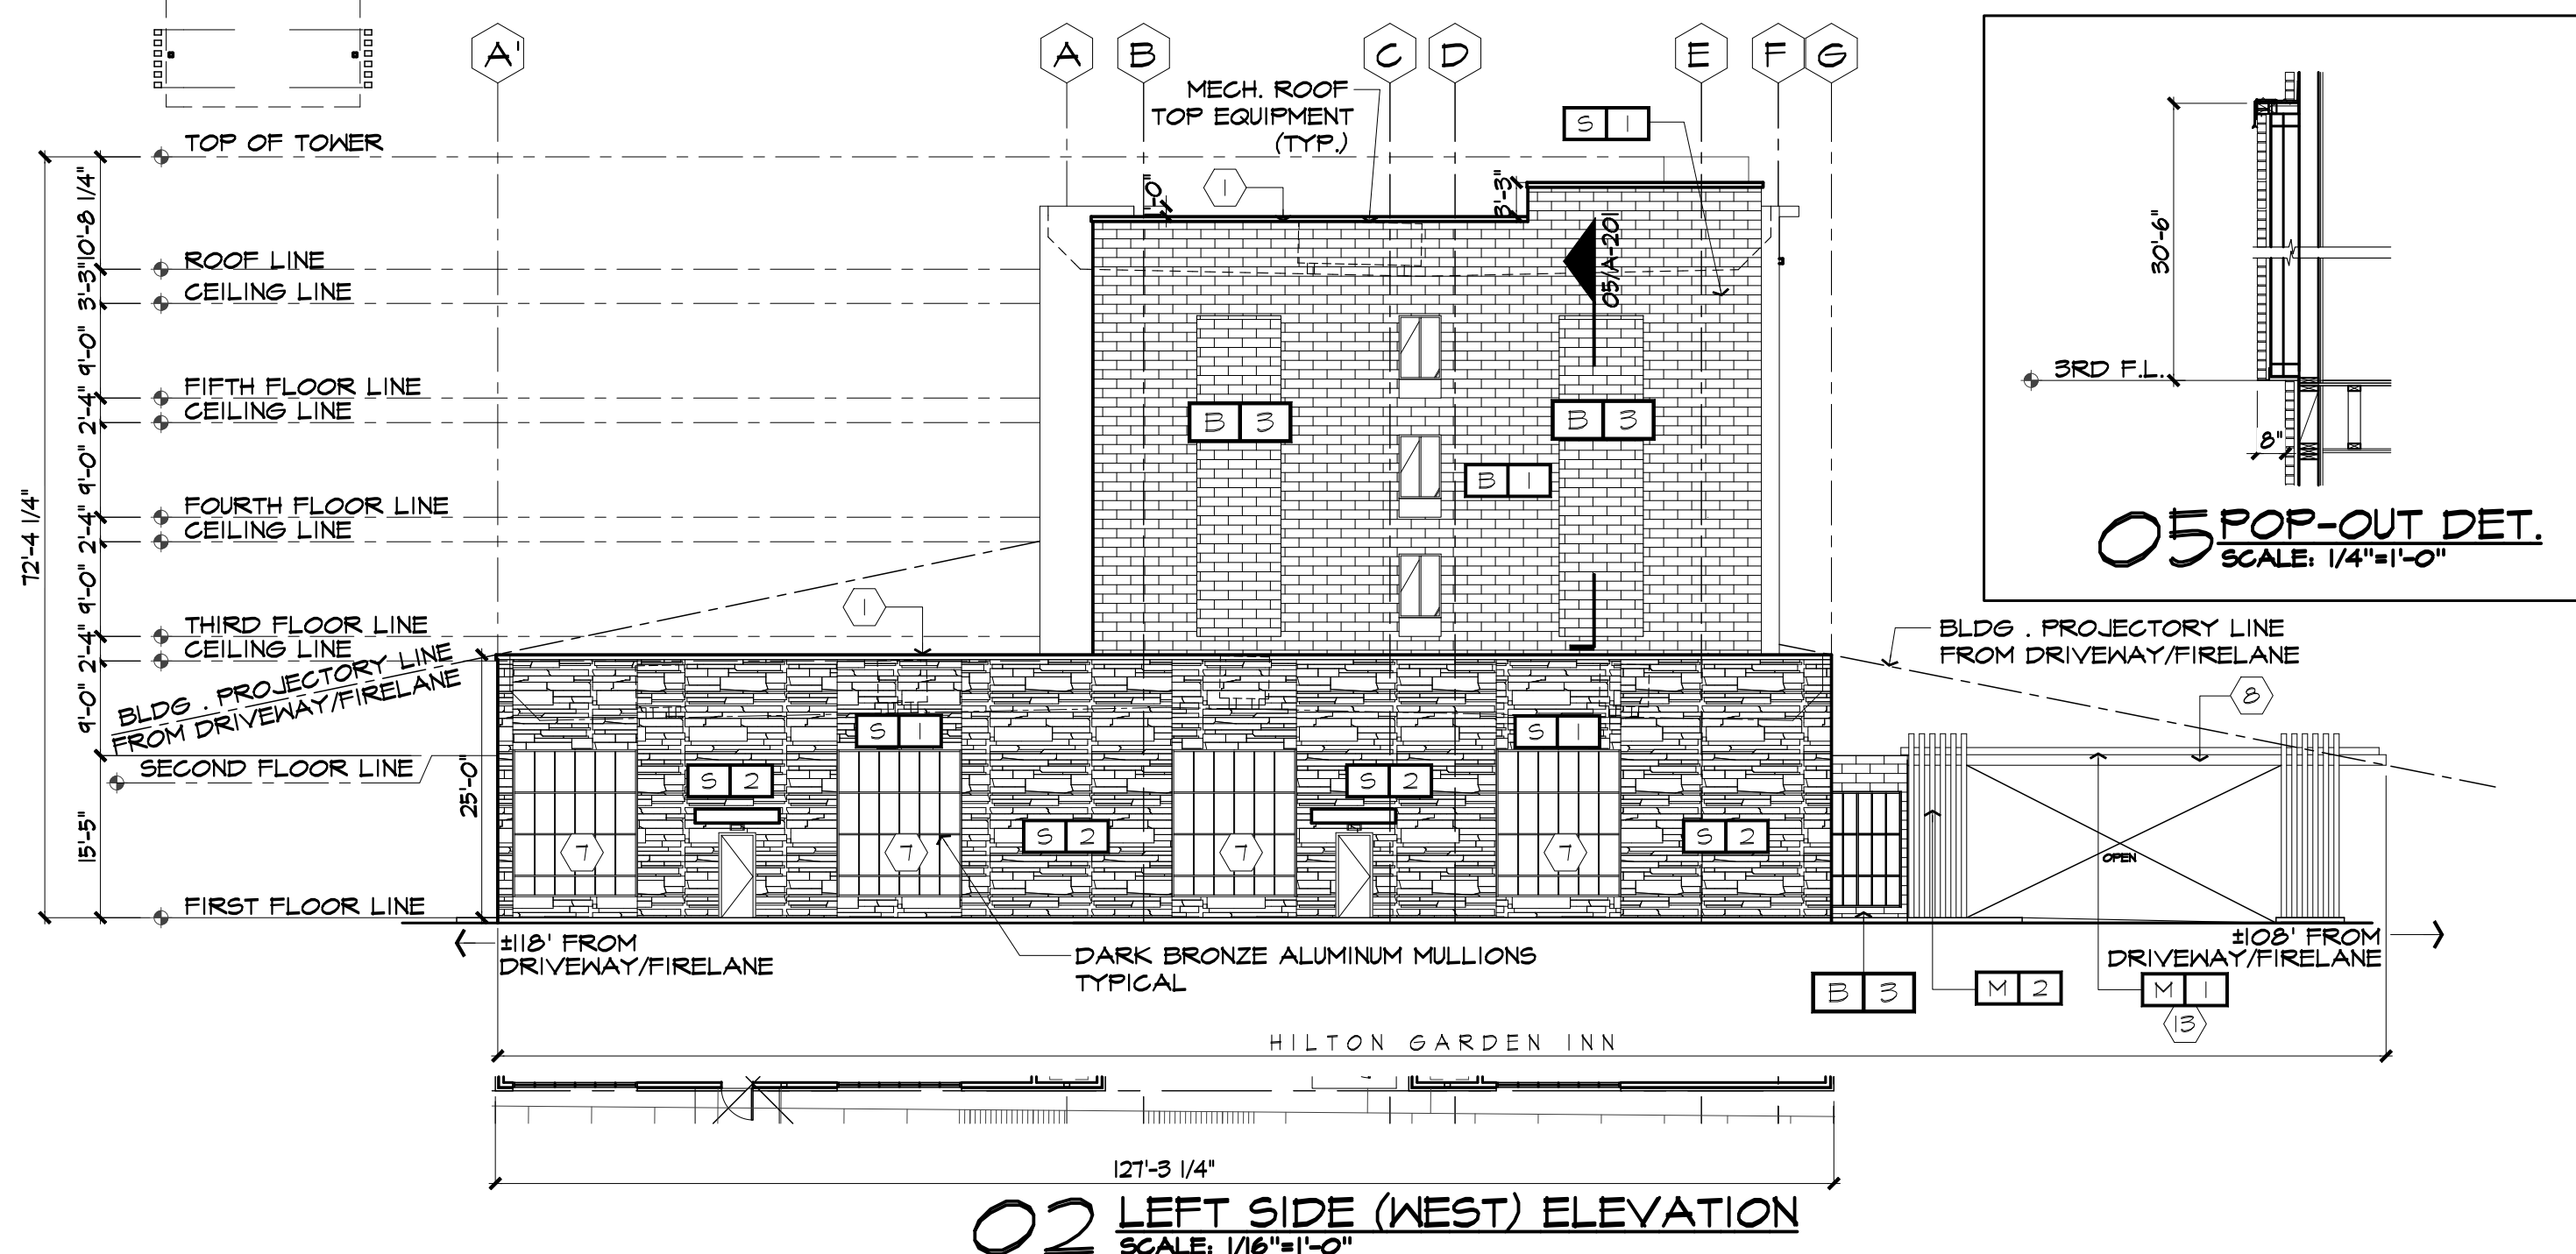 A'
A
B
C
D
E
F
G
MECH. ROOF
TOP EQUIPMENT
(TYP.)
S 1
1
TOP OF TOWER
ROOF LINE
CEILING LINE
FIFTH FLOOR LINE
CEILING LINE
FOURTH FLOOR LINE
CEILING LINE
THIRD FLOOR LINE
CEILING LINE
BLDG . PROJECTORY LINE
FROM DRIVEWAY/FIRELANE
SECOND FLOOR LINE
FIRST FLOOR LINE
72'-4 1/4"
10'-8 1/4"
3'-3"
9'-0"
2'-4"
9'-0"
2'-4"
9'-0"
2'-4"
9'-0"
15'-5"
25'-0"
1'-0"
3'-3"
05/A-201
B 3
B 3
B 1
1
S 1
S 1
S 2
S 2
S 2
S 2
7
7
7
7
BLDG . PROJECTORY LINE
FROM DRIVEWAY/FIRELANE
8
OPEN
±118' FROM
DRIVEWAY/FIRELANE
DARK BRONZE ALUMINUM MULLIONS
TYPICAL
±108' FROM
DRIVEWAY/FIRELANE
B 3
M 2
M 1
13
HILTON GARDEN INN
127'-3 1/4"
02 LEFT SIDE (WEST) ELEVATION
SCALE: 1/16"=1'-0"
30'-6"
3RD F.L.
8"
05 POP-OUT DET.
SCALE: 1/4"=1'-0"